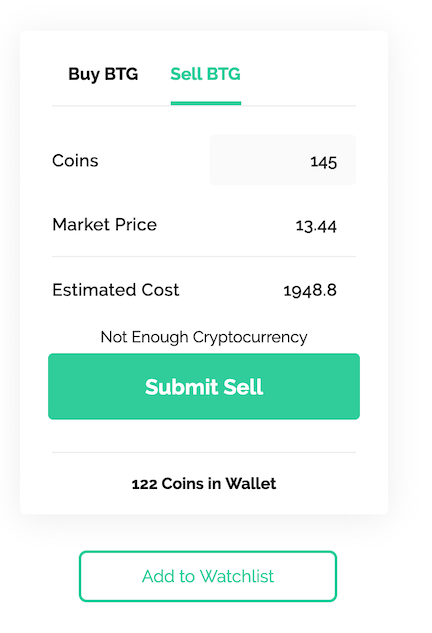 Buy BTG Sell BTG
Coins 145
Market Price 13.44
Estimated Cost 1948.8
Not Enough Cryptocurrency
Submit Sell
122 Coins in Wallet
Add to Watchlist